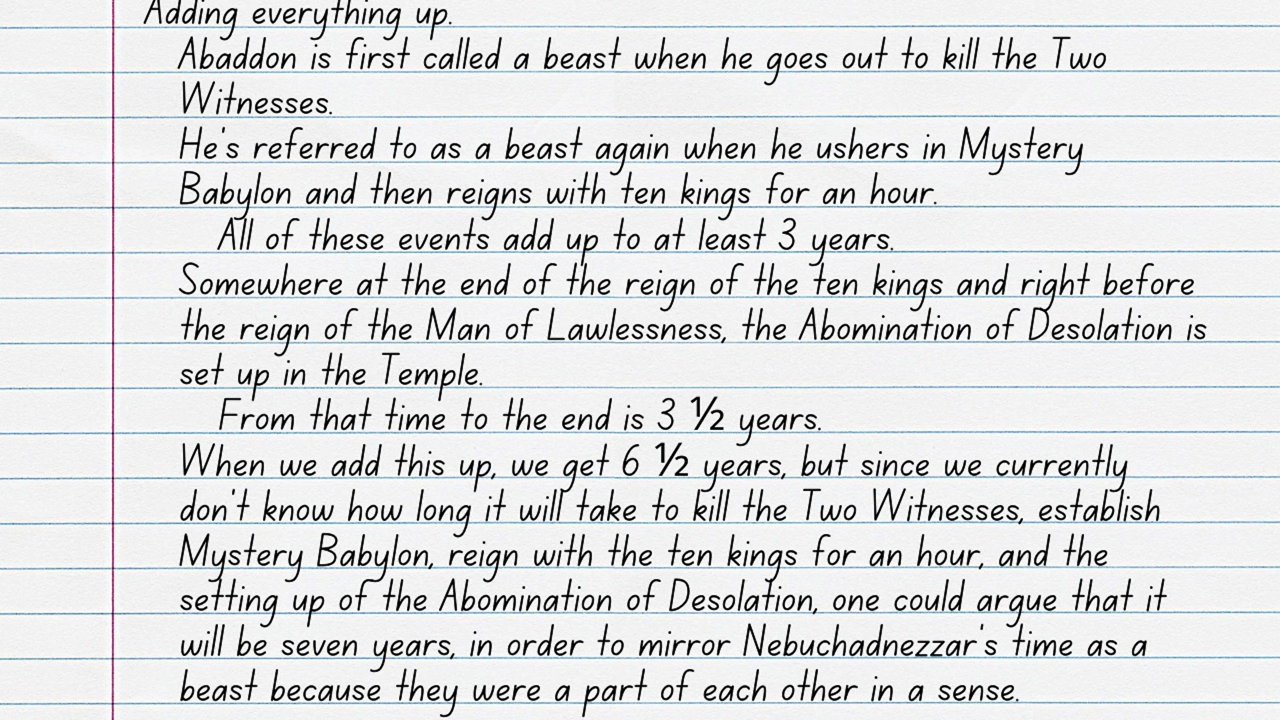 Adding everything up.
Abaddon is first called a beast when he goes out to kill the Two
Witnesses.
He's referred to as a beast again when he ushers in Mystery
Babylon and then reigns with ten kings for an hour.
All of these events add up to at least 3 years.
Somewhere at the end of the reign of the ten kings and right before
the reign of the Man of Lawlessness, the Abomination of Desolation is
set up in the Temple.
From that time to the end is 3 ½ years.
When we add this up, we get 6 ½ years, but since we currently
don't know how long it will take to kill the Two Witnesses, establish
Mystery Babylon, reign with the ten kings for an hour, and the
setting up of the Abomination of Desolation, one could argue that it
will be seven years, in order to mirror Nebuchadnezzar's time as a
beast because they were a part of each other in a sense.